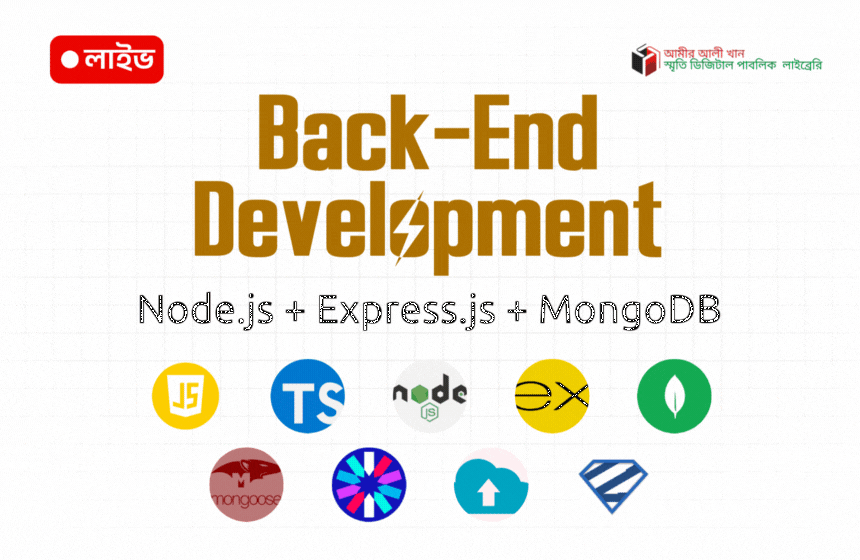 লাইভ
আমীর আলী খান
স্মৃতি ডিজিটাল পাবলিক লাইব্রেরি
Back-End
Development
Node.js + Express.js + MongoDB
JS
TS
node
JS
ex
mongoose